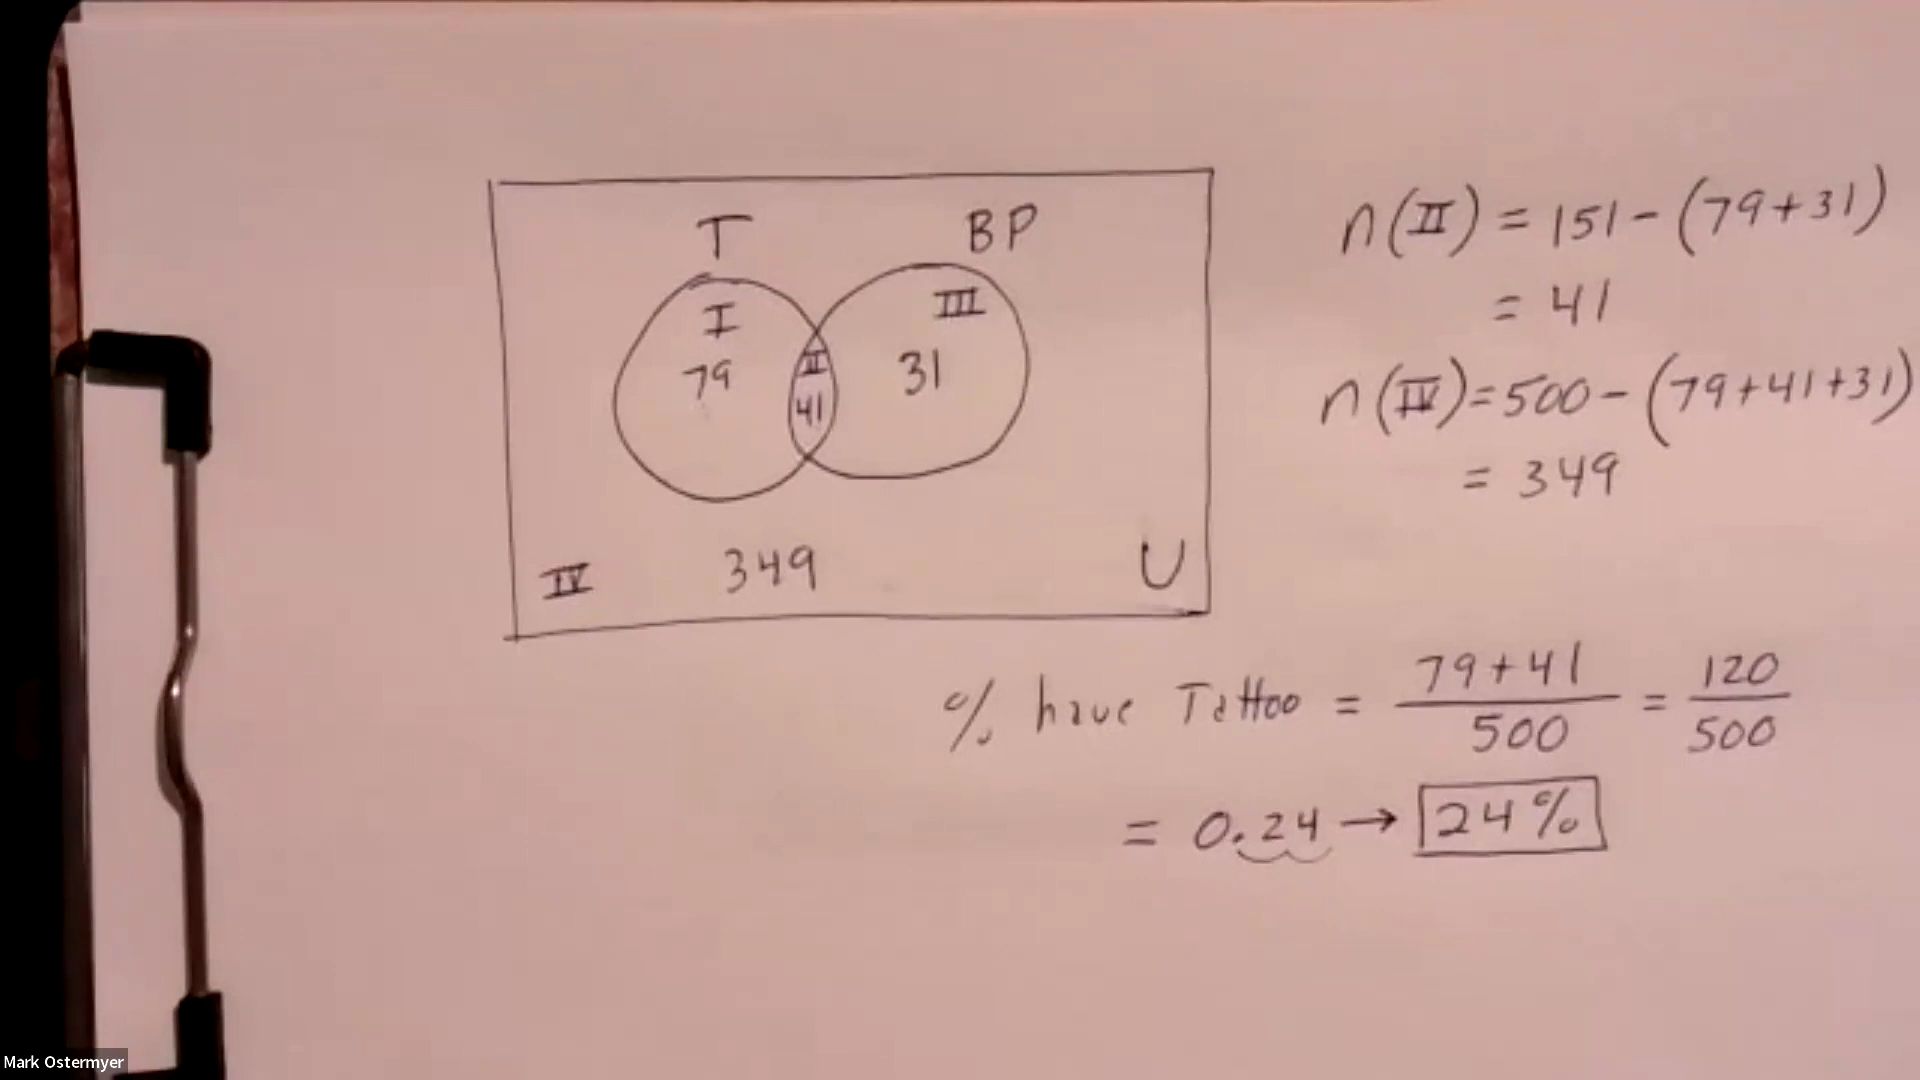 T BP
I III
79 II 31
41
IV 349 U
n(II) = 151 - (79+31)
= 41
n(IV) = 500 - (79+41+31)
= 349
% have Tattoo = 79+41 / 500 = 120 / 500
= 0.24 → 24%
Mark Ostermyer